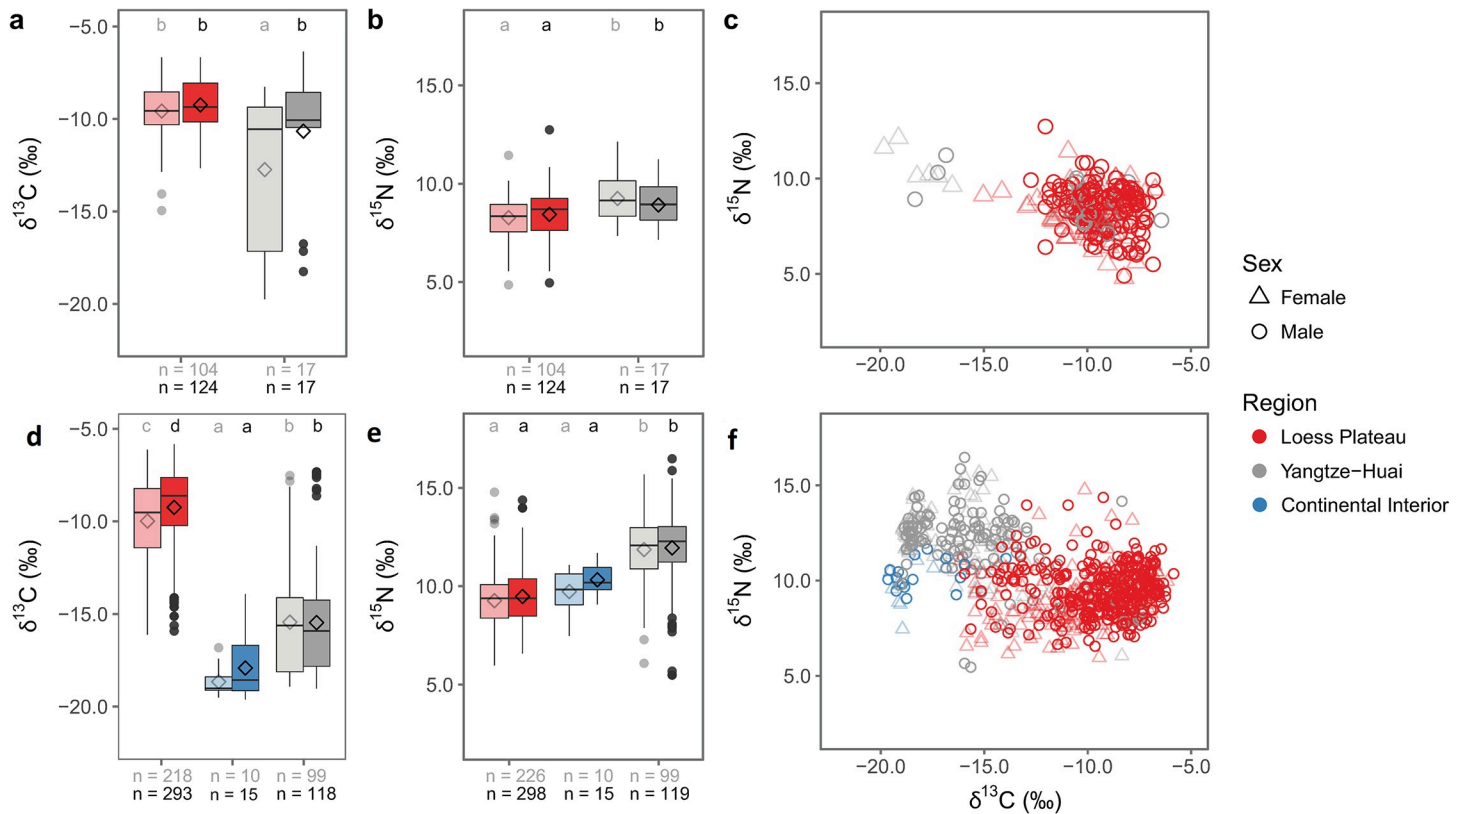 a
−5.0
−10.0
−15.0
−20.0
δ13C (‰)
b b a b
n = 104 n = 17
n = 124 n = 17
b
15.0
10.0
5.0
δ15N (‰)
a a b b
n = 104 n = 17
n = 124 n = 17
c
15.0
10.0
5.0
δ15N (‰)
−20.0 −15.0 −10.0 −5.0
d
−5.0
−10.0
−15.0
−20.0
δ13C (‰)
c d a a b b
n = 218 n = 10 n = 99
n = 293 n = 15 n = 118
e
15.0
10.0
5.0
δ15N (‰)
a a a a b b
n = 226 n = 10 n = 99
n = 298 n = 15 n = 119
f
15.0
10.0
5.0
δ15N (‰)
−20.0 −15.0 −10.0 −5.0
δ13C (‰)
Sex
Female
Male
Region
Loess Plateau
Yangtze−Huai
Continental Interior